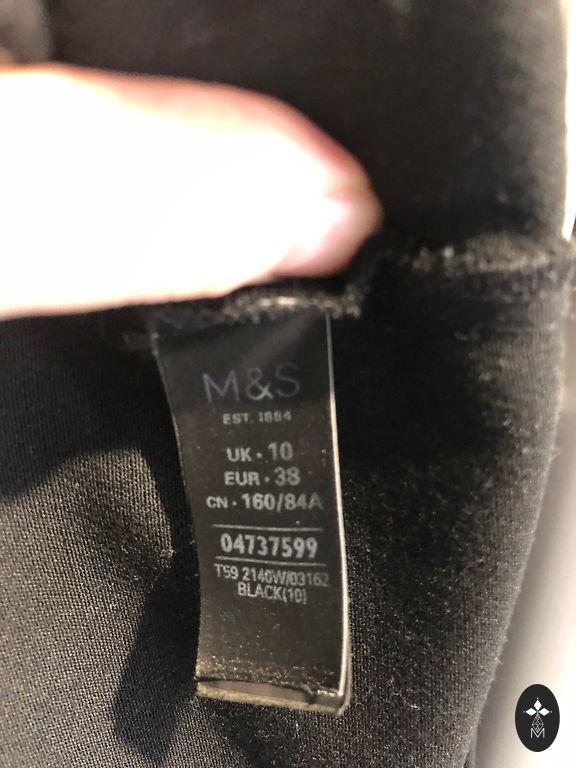 M&S
EST. 1884
UK · 10
EUR · 38
CN · 160/84A
04737599
T59 2140W/03162
BLACK(10)
M